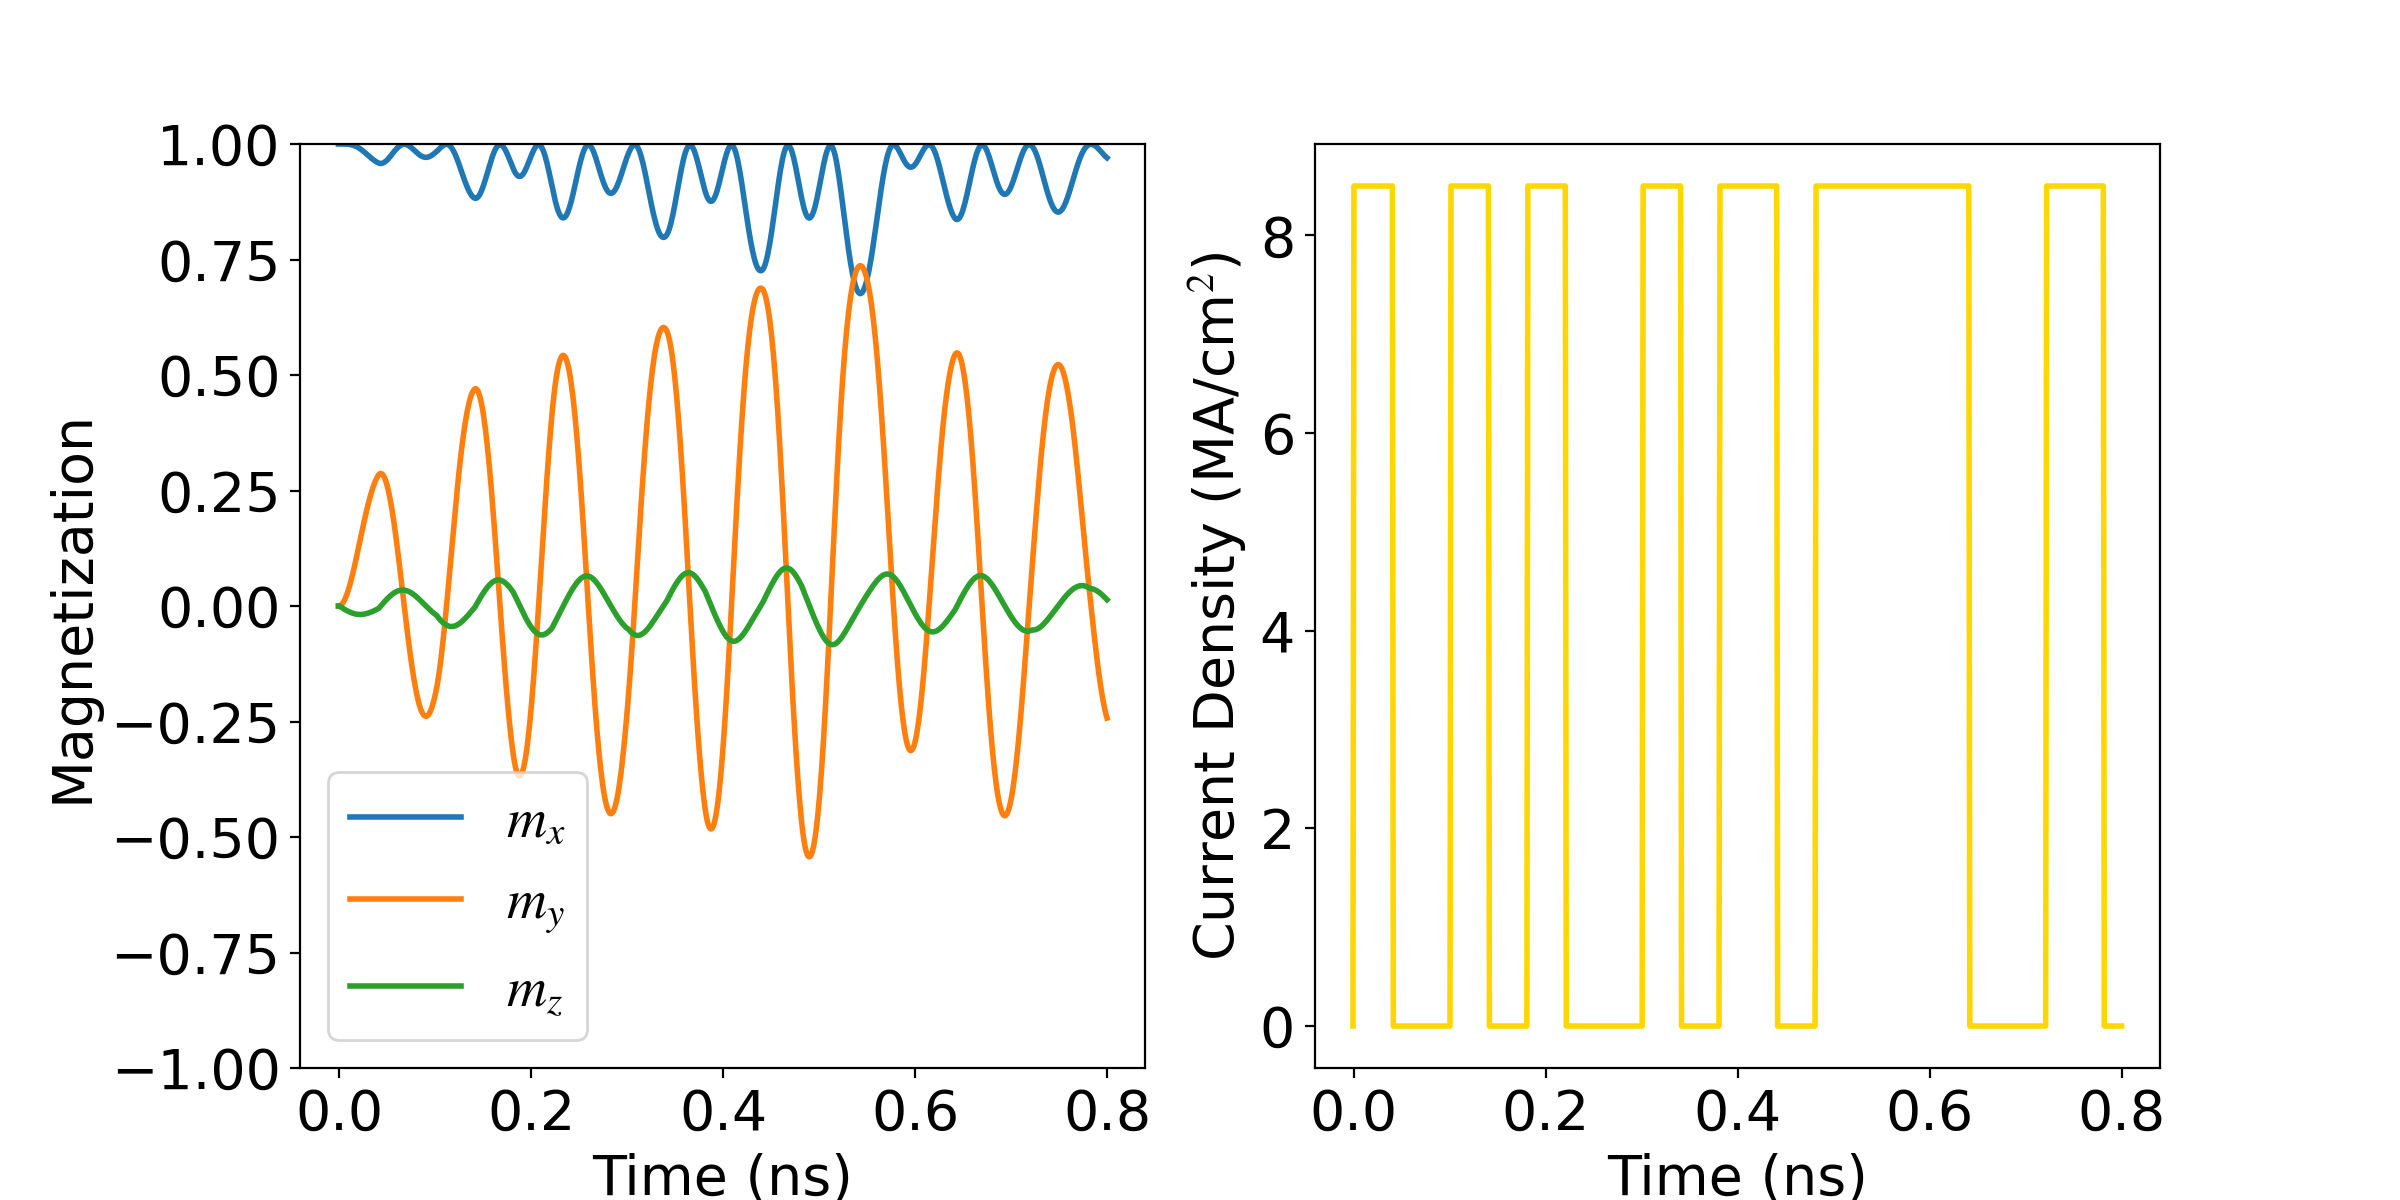 1.00
0.75
0.50
0.25
0.00
−0.25
−0.50
−0.75
−1.00
Magnetization
m_x
m_y
m_z
0.0 0.2 0.4 0.6 0.8
Time (ns)
8
6
4
2
0
Current Density (MA/cm²)
0.0 0.2 0.4 0.6 0.8
Time (ns)